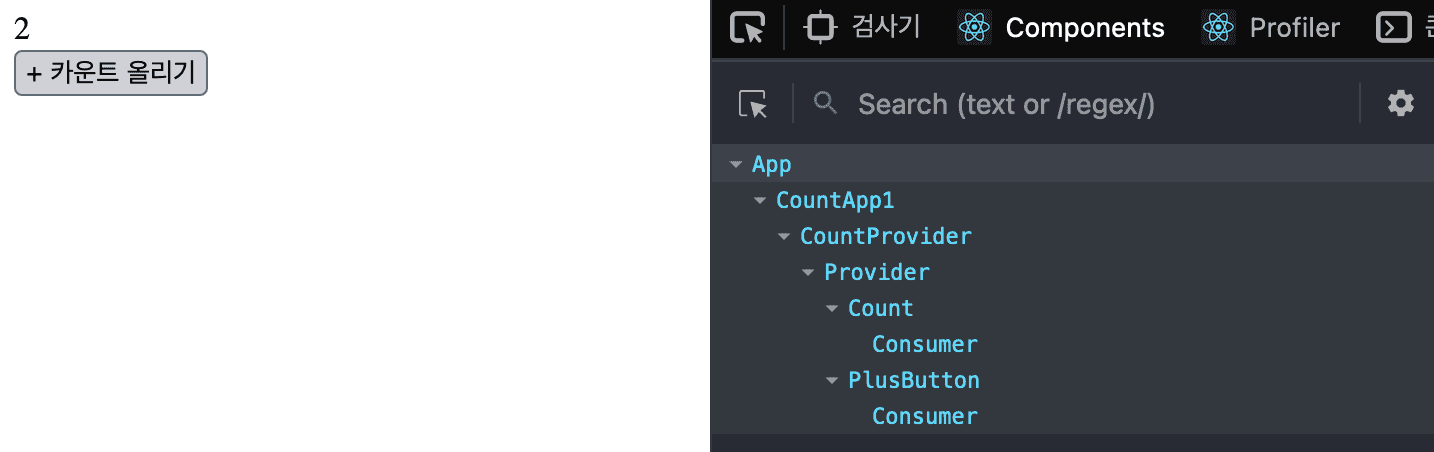 2
+ 카운트 올리기
검사기 Components Profiler
Search (text or /regex/)
App
CountApp1
CountProvider
Provider
Count
Consumer
PlusButton
Consumer